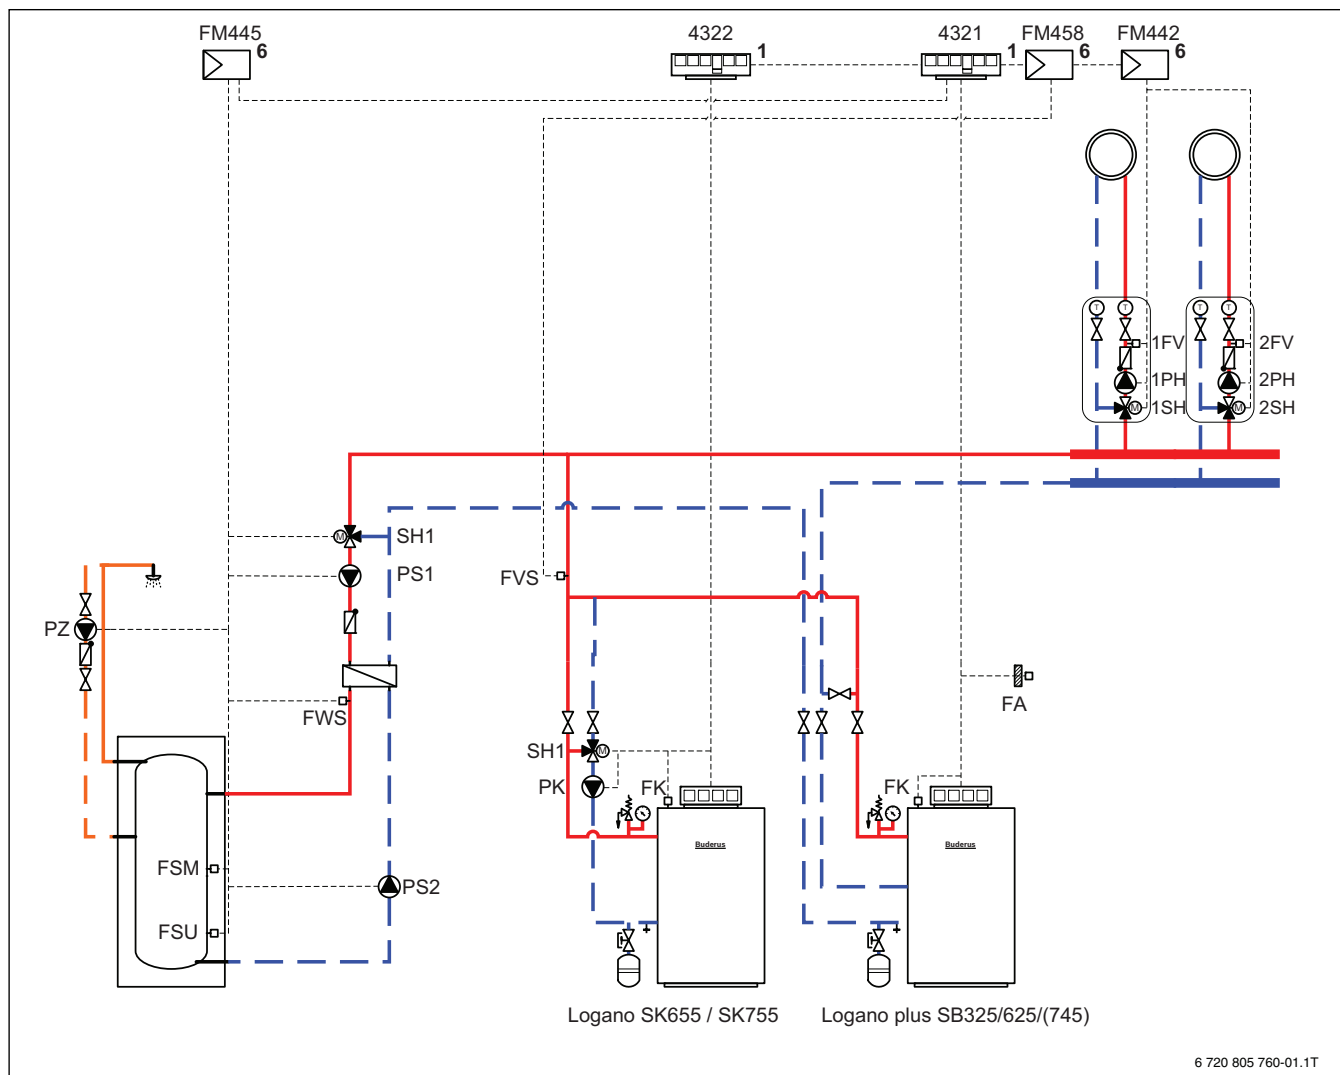 FM445 4322 4321 FM458 FM442
6 1 1 6 6
T T T T
1FV 2FV
1PH 2PH
M 1SH M 2SH
M SH1
PS1 FVS
PZ
FWS FA
SH1 M
PK FK FK
Buderus Buderus
FSM
PS2
FSU
Logano SK655 / SK755 Logano plus SB325/625/(745)
6 720 805 760-01.1T